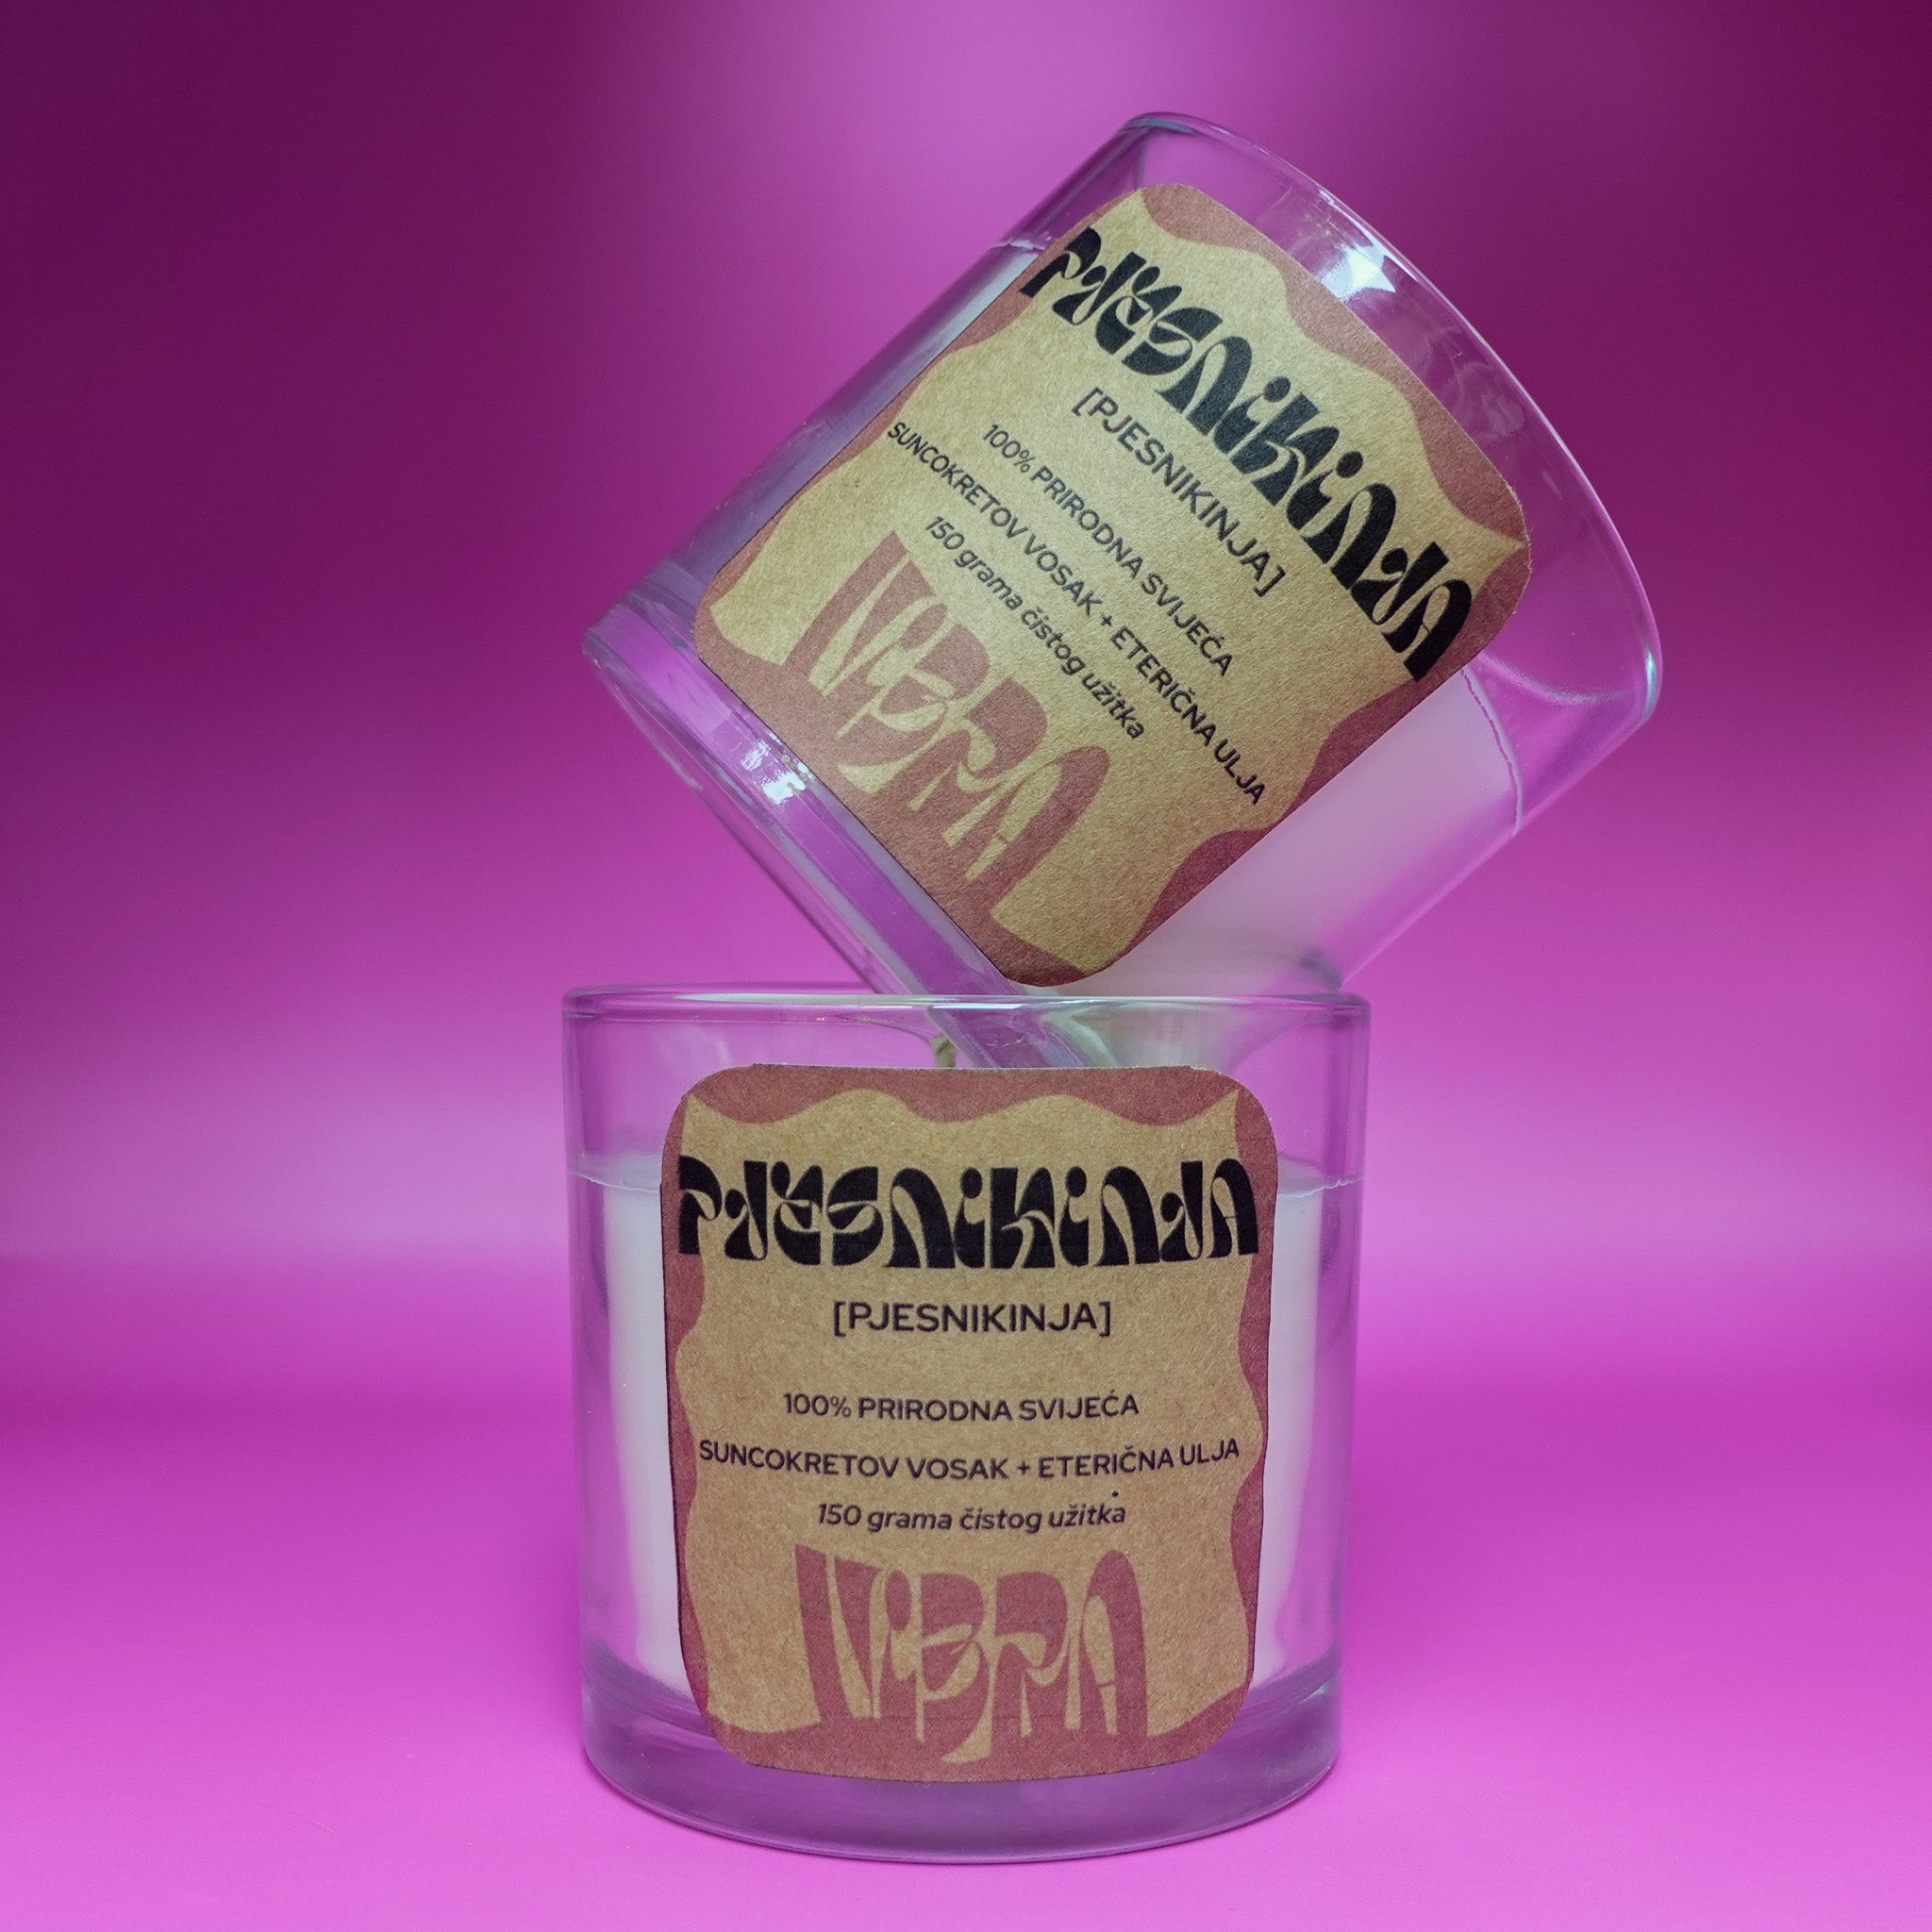 PJESNIKINJA
[PJESNIKINJA]
100% PRIRODNA SVIJEĆA
SUNCOKRETOV VOSAK + ETERIČNA ULJA
150 grama čistog užitka
VIBRA
PJESNIKINJA
[PJESNIKINJA]
100% PRIRODNA SVIJEĆA
SUNCOKRETOV VOSAK + ETERIČNA ULJA
150 grama čistog užitka
VIBRA